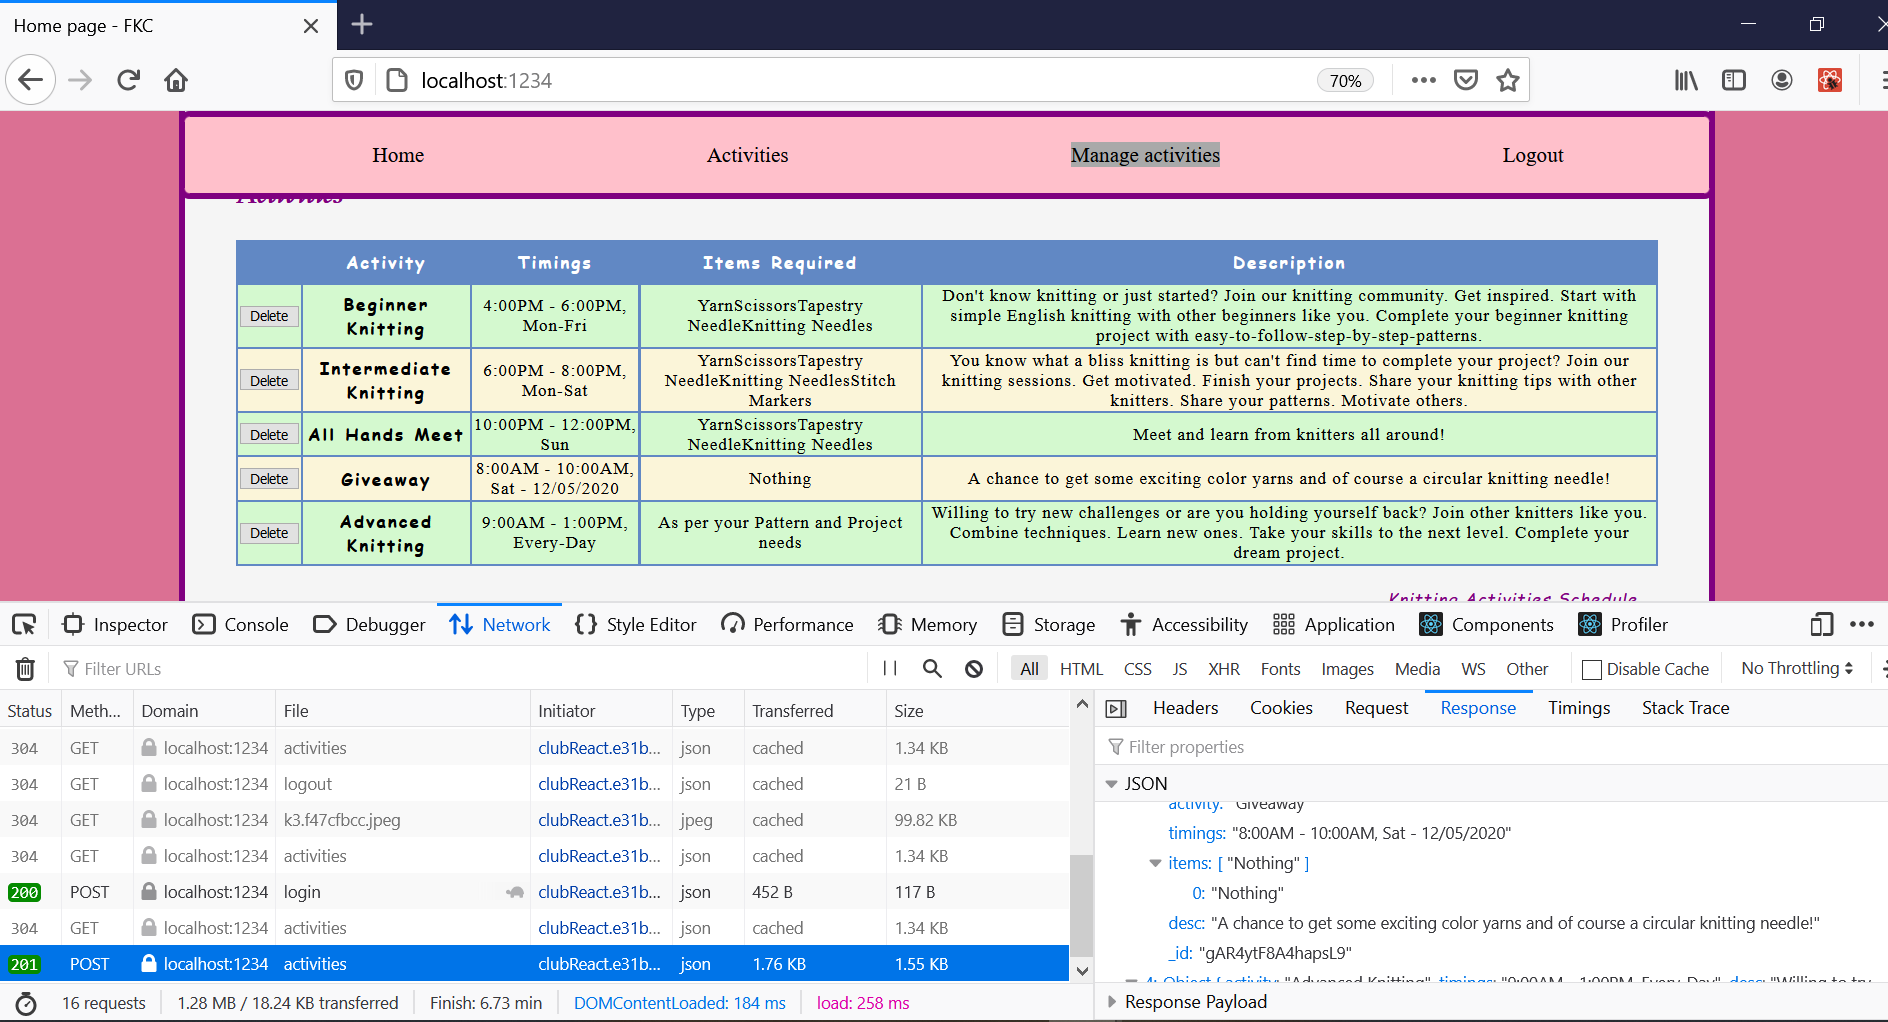 Home page - FKC
localhost:1234
70%
Home Activities Manage activities Logout
Activities
Activity Timings Items Required Description
Delete Beginner Knitting 4:00PM - 6:00PM, Mon-Fri YarnScissorsTapestry NeedleKnitting Needles Don't know knitting or just started? Join our knitting community. Get inspired. Start with simple English knitting with other beginners like you. Complete your beginner knitting project with easy-to-follow-step-by-step-patterns.
Delete Intermediate Knitting 6:00PM - 8:00PM, Mon-Sat YarnScissorsTapestry NeedleKnitting NeedlesStitch Markers You know what a bliss knitting is but can't find time to complete your project? Join our knitting sessions. Get motivated. Finish your projects. Share your knitting tips with other knitters. Share your patterns. Motivate others.
Delete All Hands Meet 10:00PM - 12:00PM, Sun YarnScissorsTapestry NeedleKnitting Needles Meet and learn from knitters all around!
Delete Giveaway 8:00AM - 10:00AM, Sat - 12/05/2020 Nothing A chance to get some exciting color yarns and of course a circular knitting needle!
Delete Advanced Knitting 9:00AM - 1:00PM, Every-Day As per your Pattern and Project needs Willing to try new challenges or are you holding yourself back? Join other knitters like you. Combine techniques. Learn new ones. Take your skills to the next level. Complete your dream project.
Knitting Activities Schedule
Inspector Console Debugger Network Style Editor Performance Memory Storage Accessibility Application Components Profiler
Filter URLs All HTML CSS JS XHR Fonts Images Media WS Other Disable Cache No Throttling
Status Meth... Domain File Initiator Type Transferred Size
304 GET localhost:1234 activities clubReact.e31b... json cached 1.34 KB
304 GET localhost:1234 logout clubReact.e31b... json cached 21 B
304 GET localhost:1234 k3.f47cfbcc.jpeg clubReact.e31b... jpeg cached 99.82 KB
304 GET localhost:1234 activities clubReact.e31b... json cached 1.34 KB
200 POST localhost:1234 login clubReact.e31b... json 452 B 117 B
304 GET localhost:1234 activities clubReact.e31b... json cached 1.34 KB
201 POST localhost:1234 activities clubReact.e31b... json 1.76 KB 1.55 KB
16 requests 1.28 MB / 18.24 KB transferred Finish: 6.73 min DOMContentLoaded: 184 ms load: 258 ms
Headers Cookies Request Response Timings Stack Trace
Filter properties
JSON
activity: "Giveaway"
timings: "8:00AM - 10:00AM, Sat - 12/05/2020"
items: [ "Nothing" ]
0: "Nothing"
desc: "A chance to get some exciting color yarns and of course a circular knitting needle!"
_id: "gAR4ytF8A4hapsL9"
4: Object { activity: "Advanced Knitting", timings: "9:00AM - 1:00PM, Every-Day", desc: "Willing to try
Response Payload